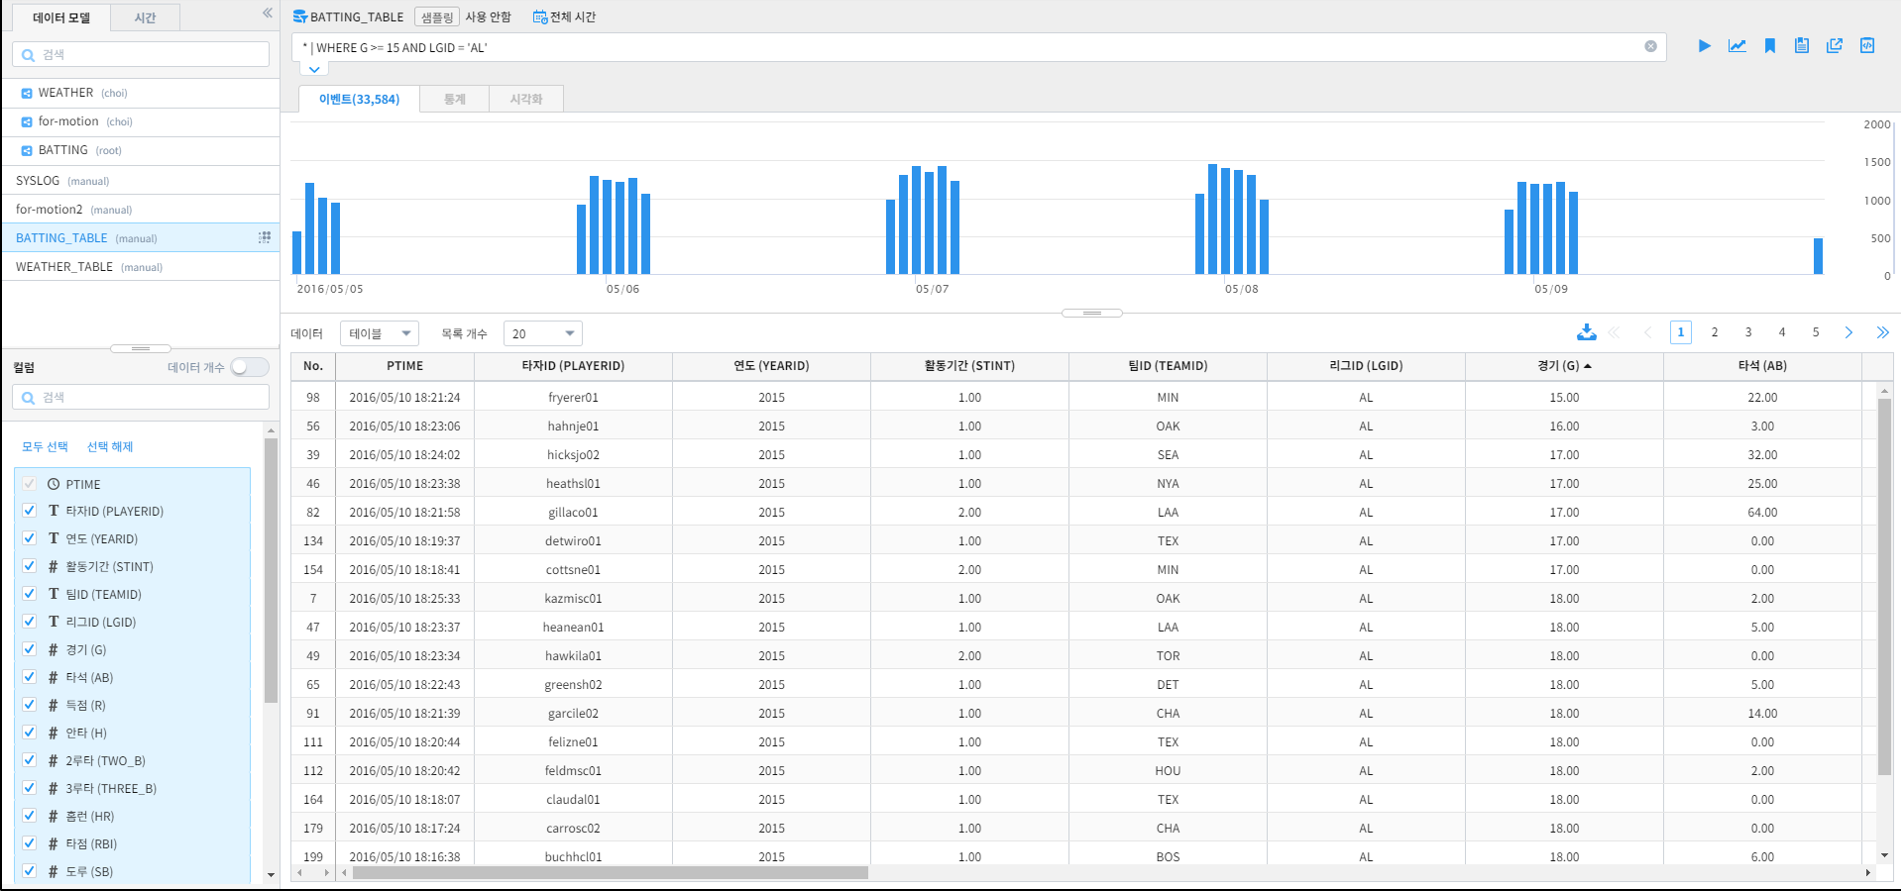 데이터 모델 시간
검색
WEATHER (choi)
for-motion (choi)
BATTING (root)
SYSLOG (manual)
for-motion2 (manual)
BATTING_TABLE (manual)
WEATHER_TABLE (manual)
컬럼 데이터 개수
검색
모두 선택 선택 해제
PTIME
T 타자ID (PLAYERID)
T 연도 (YEARID)
# 활동기간 (STINT)
T 팀ID (TEAMID)
T 리그ID (LGID)
# 경기 (G)
# 타석 (AB)
# 득점 (R)
# 안타 (H)
# 2루타 (TWO_B)
# 3루타 (THREE_B)
# 홈런 (HR)
# 타점 (RBI)
# 도루 (SB)
BATTING_TABLE 샘플링 사용 안함 전체 시간
* | WHERE G >= 15 AND LGID = 'AL'
이벤트(33,584) 통계 시각화
2000
1500
1000
500
0
2016/05/05 05/06 05/07 05/08 05/09
데이터 테이블 목록 개수 20 1 2 3 4 5
No. PTIME 타자ID (PLAYERID) 연도 (YEARID) 활동기간 (STINT) 팀ID (TEAMID) 리그ID (LGID) 경기 (G) 타석 (AB)
98 2016/05/10 18:21:24 fryerer01 2015 1.00 MIN AL 15.00 22.00
56 2016/05/10 18:23:06 hahnje01 2015 1.00 OAK AL 16.00 3.00
39 2016/05/10 18:24:02 hicksjo02 2015 1.00 SEA AL 17.00 32.00
46 2016/05/10 18:23:38 heathsl01 2015 1.00 NYA AL 17.00 25.00
82 2016/05/10 18:21:58 gillaco01 2015 2.00 LAA AL 17.00 64.00
134 2016/05/10 18:19:37 detwiro01 2015 1.00 TEX AL 17.00 0.00
154 2016/05/10 18:18:41 cottsne01 2015 2.00 MIN AL 17.00 0.00
7 2016/05/10 18:25:33 kazmisc01 2015 1.00 OAK AL 18.00 2.00
47 2016/05/10 18:23:37 heanean01 2015 1.00 LAA AL 18.00 5.00
49 2016/05/10 18:23:34 hawkila01 2015 2.00 TOR AL 18.00 0.00
65 2016/05/10 18:22:43 greensh02 2015 1.00 DET AL 18.00 5.00
91 2016/05/10 18:21:39 garcile02 2015 1.00 CHA AL 18.00 14.00
111 2016/05/10 18:20:44 felizne01 2015 1.00 TEX AL 18.00 0.00
112 2016/05/10 18:20:42 feldmsc01 2015 1.00 HOU AL 18.00 2.00
164 2016/05/10 18:18:07 claudal01 2015 1.00 TEX AL 18.00 0.00
179 2016/05/10 18:17:24 carrosc02 2015 1.00 CHA AL 18.00 0.00
199 2016/05/10 18:16:38 buchhcl01 2015 1.00 BOS AL 18.00 6.00